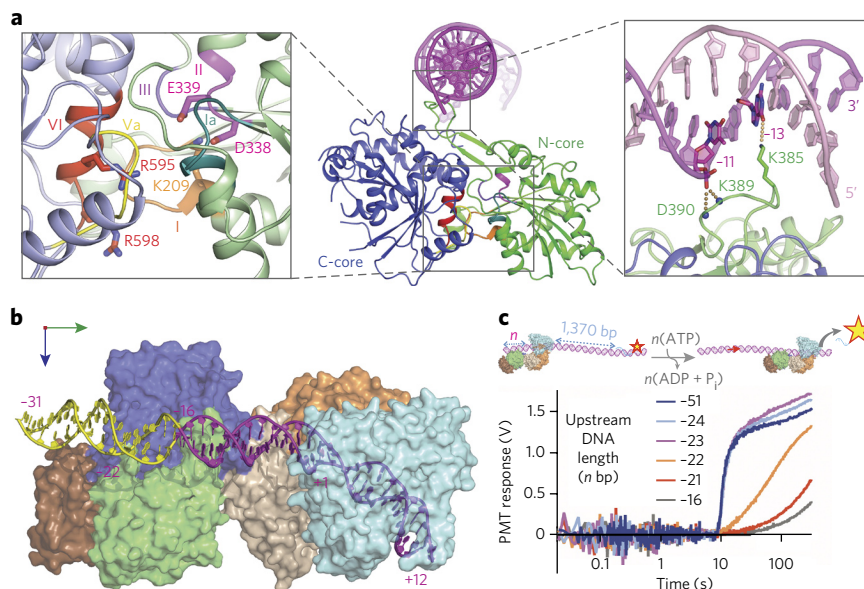 a
II
III
E339
Ia
VI
Va
D338
R595
K209
I
R598
N-core
C-core
3'
–13
–11
K385
K389
D390
5'
b
–31
–22
16
+1
+12
c
n
1,370 bp
n(ATP)
n(ADP + Pi)
PMT response (V)
1.5
1.0
0.5
0
Upstream
DNA
length
(n bp)
–51
–24
–23
–22
–21
–16
0.1
1
10
100
Time (s)